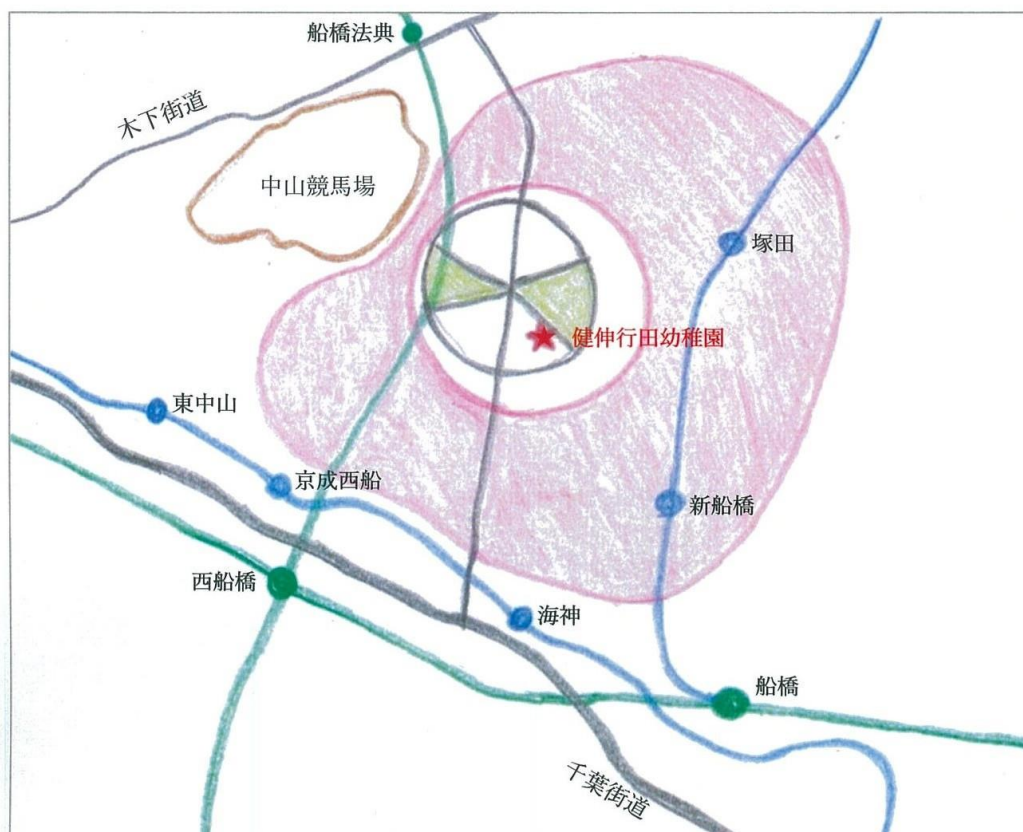 船橋法典
木下街道
中山競馬場
塚田
健伸行田幼稚園
東中山
京成西船
新船橋
西船橋
海神
船橋
千葉街道